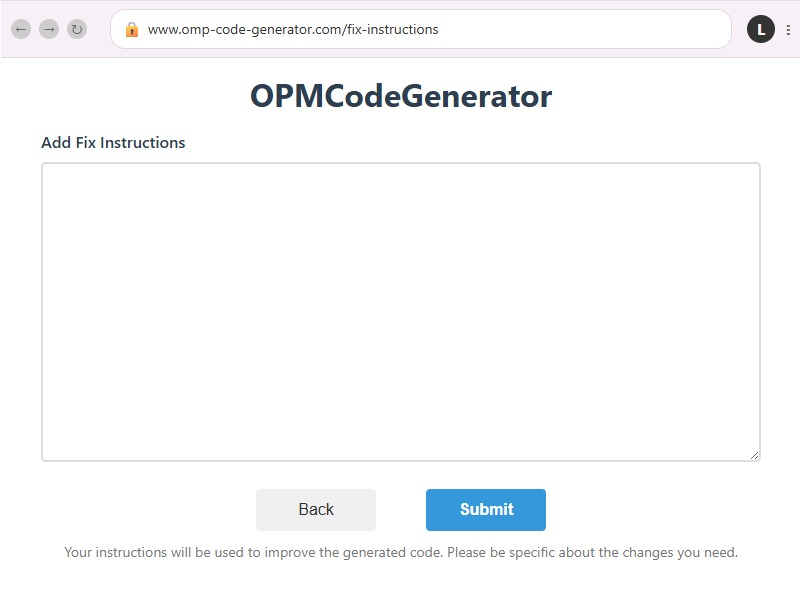 www.omp-code-generator.com/fix-instructions
L
OPMCodeGenerator
Add Fix Instructions
Back
Submit
Your instructions will be used to improve the generated code. Please be specific about the changes you need.